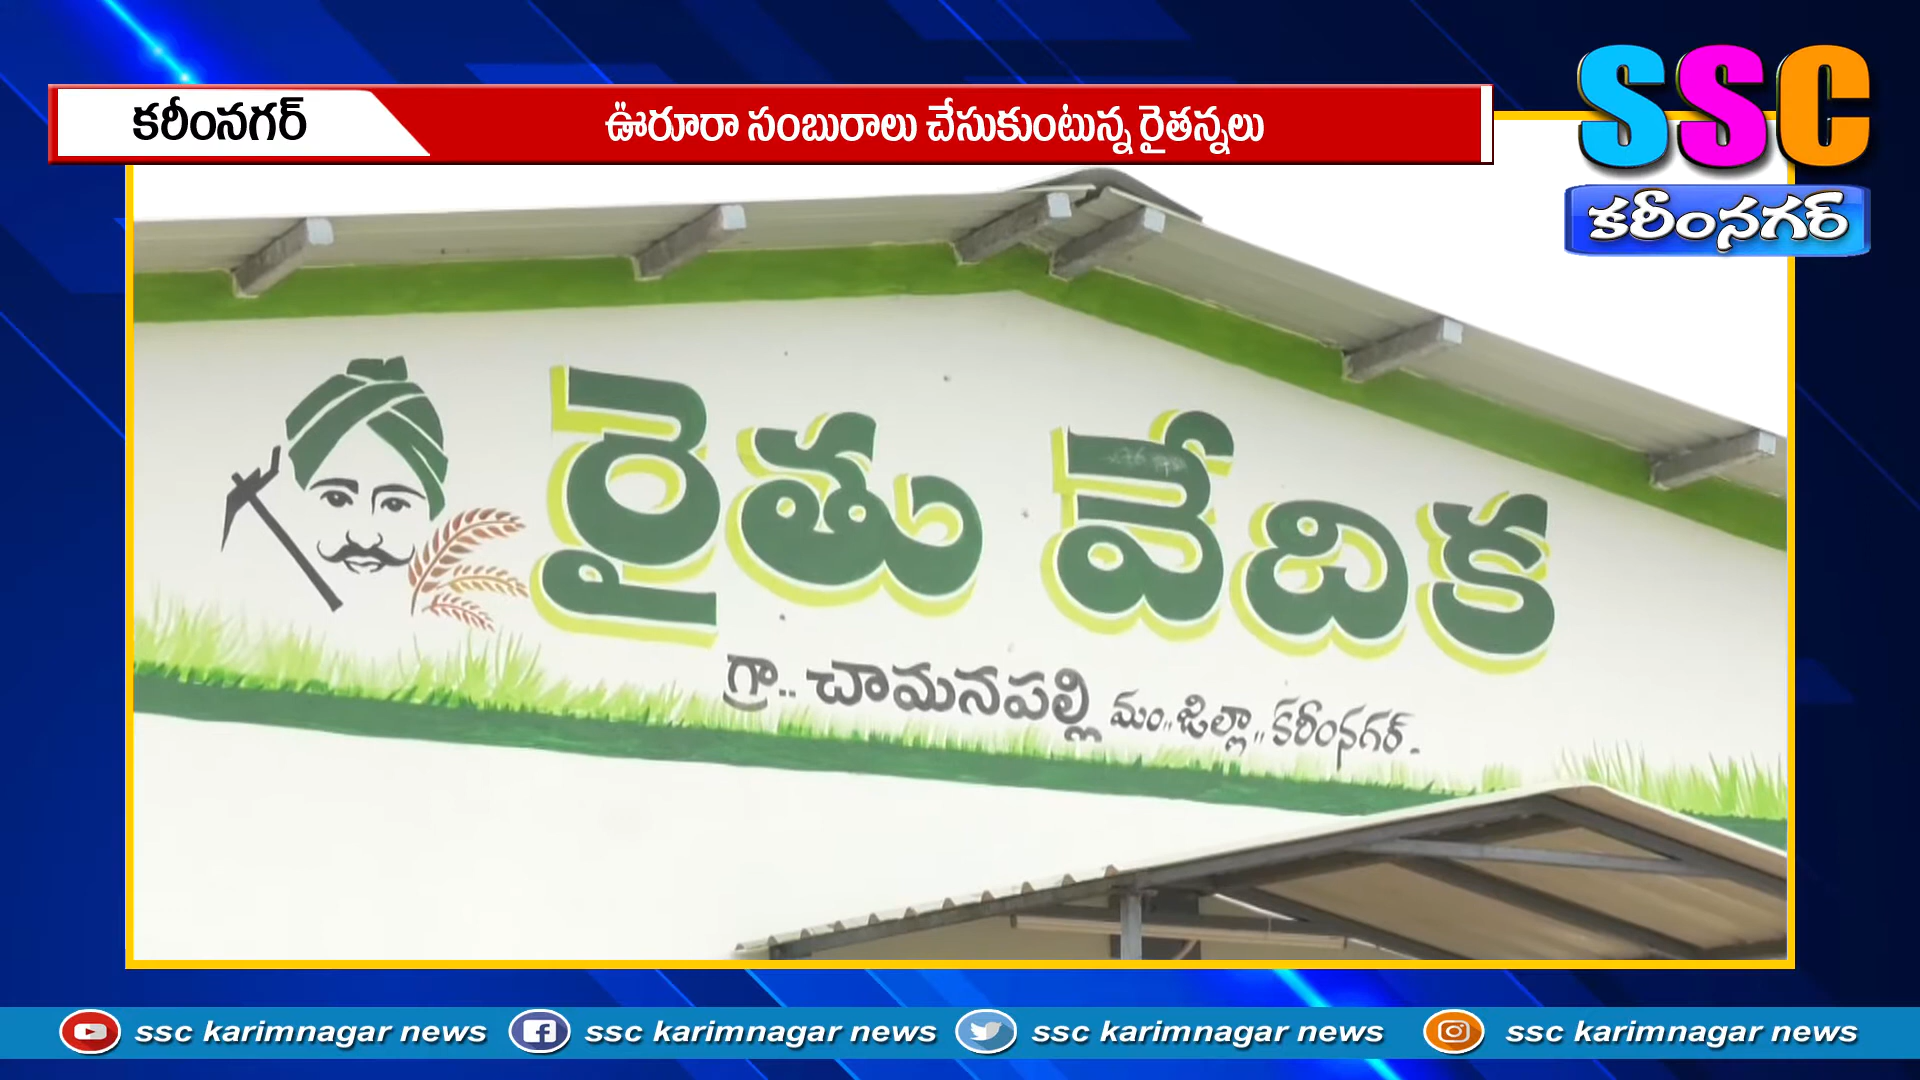 SSC
కరీంనగర్
కరీంనగర్
ఊరూరా సంబురాలు చేసుకుంటున్న రైతన్నలు
రైతు వేదిక
గ్రా.. చామనపల్లి మం.. జిల్లా.. కరీంనగర్.
ssc karimnagar news
ssc karimnagar news
ssc karimnagar news
ssc karimnagar news